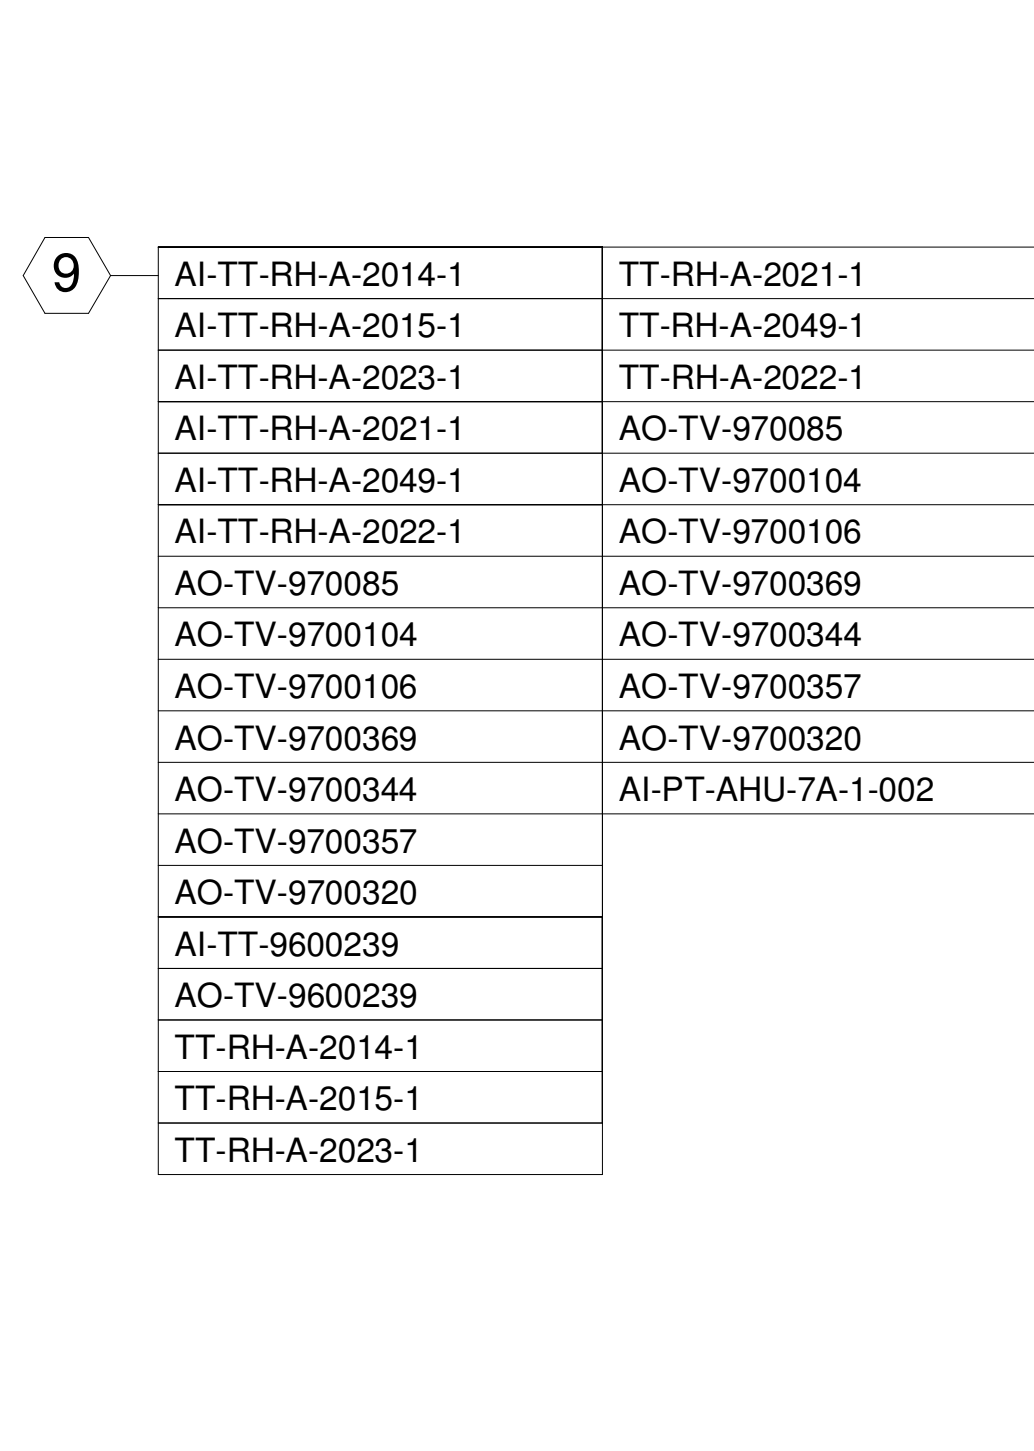 9
AI-TT-RH-A-2014-1 TT-RH-A-2021-1
AI-TT-RH-A-2015-1 TT-RH-A-2049-1
AI-TT-RH-A-2023-1 TT-RH-A-2022-1
AI-TT-RH-A-2021-1 AO-TV-970085
AI-TT-RH-A-2049-1 AO-TV-9700104
AI-TT-RH-A-2022-1 AO-TV-9700106
AO-TV-970085 AO-TV-9700369
AO-TV-9700104 AO-TV-9700344
AO-TV-9700106 AO-TV-9700357
AO-TV-9700369 AO-TV-9700320
AO-TV-9700344 AI-PT-AHU-7A-1-002
AO-TV-9700357
AO-TV-9700320
AI-TT-9600239
AO-TV-9600239
TT-RH-A-2014-1
TT-RH-A-2015-1
TT-RH-A-2023-1